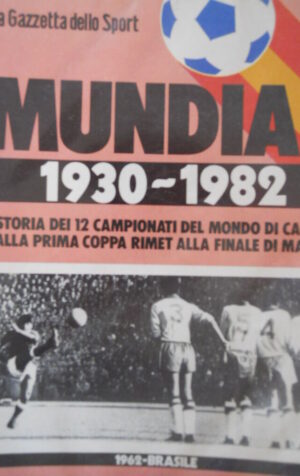 a Gazzetta dello Sport
MUNDIA
1930-1982
STORIA DEI 12 CAMPIONATI DEL MONDO DI CA
ALLA PRIMA COPPA RIMET ALLA FINALE DI MA
1962-BRASILE